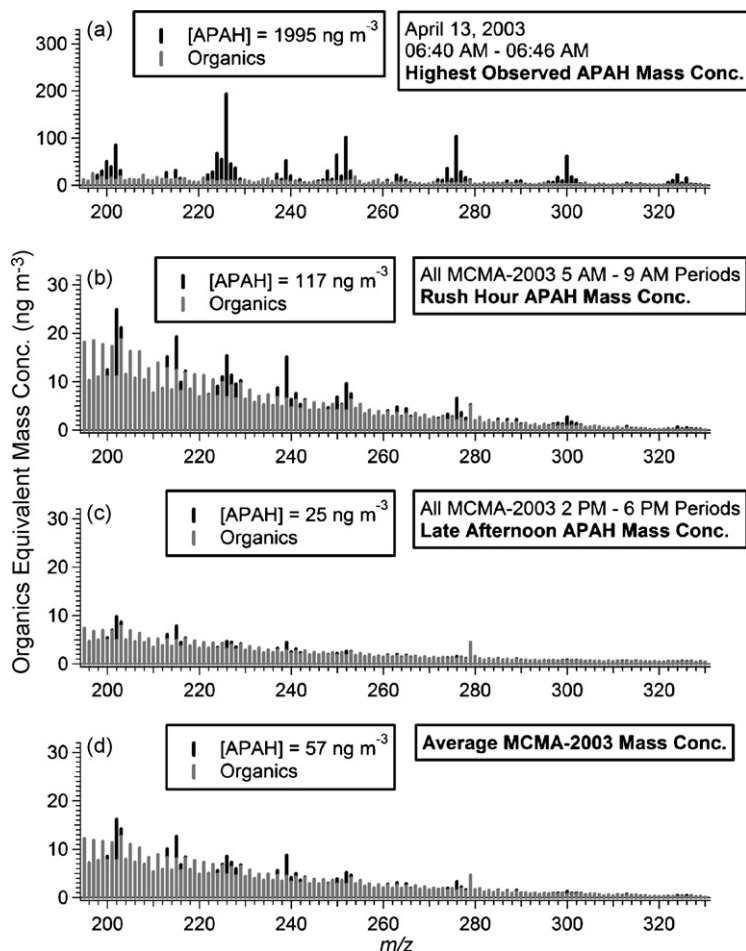 (a)
[APAH] = 1995 ng m⁻³
Organics
April 13, 2003
06:40 AM - 06:46 AM
Highest Observed APAH Mass Conc.
300
200
100
0
200 220 240 260 280 300 320
Organics Equivalent Mass Conc. (ng m⁻³)
(b)
[APAH] = 117 ng m⁻³
Organics
All MCMA-2003 5 AM - 9 AM Periods
Rush Hour APAH Mass Conc.
30
20
10
0
200 220 240 260 280 300 320
(c)
[APAH] = 25 ng m⁻³
Organics
All MCMA-2003 2 PM - 6 PM Periods
Late Afternoon APAH Mass Conc.
30
20
10
0
200 220 240 260 280 300 320
(d)
[APAH] = 57 ng m⁻³
Organics
Average MCMA-2003 Mass Conc.
30
20
10
0
200 220 240 260 280 300 320
m/z